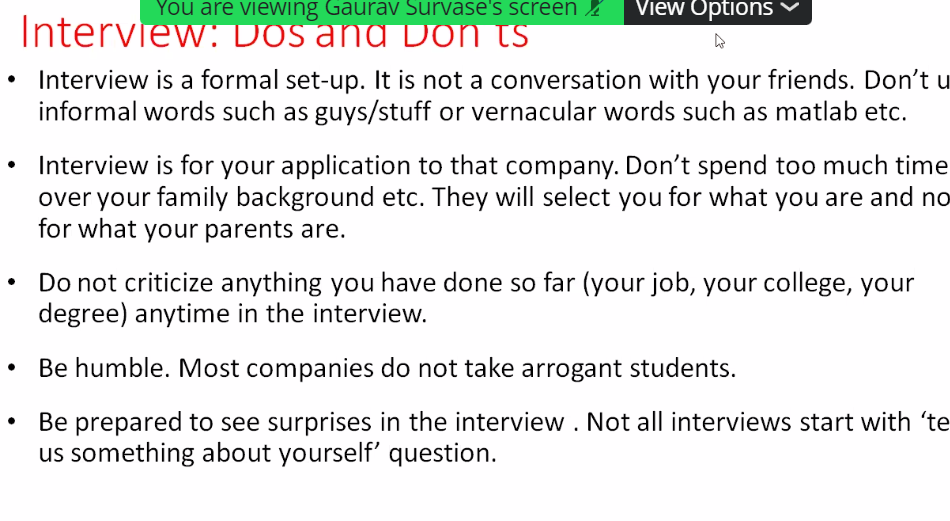 You are viewing Gaurav Survase's screen View Options
Interview: Dos and Don'ts
• Interview is a formal set-up. It is not a conversation with your friends. Don’t u
informal words such as guys/stuff or vernacular words such as matlab etc.
• Interview is for your application to that company. Don’t spend too much time
over your family background etc. They will select you for what you are and no
for what your parents are.
• Do not criticize anything you have done so far (your job, your college, your
degree) anytime in the interview.
• Be humble. Most companies do not take arrogant students.
• Be prepared to see surprises in the interview . Not all interviews start with ‘te
us something about yourself’ question.